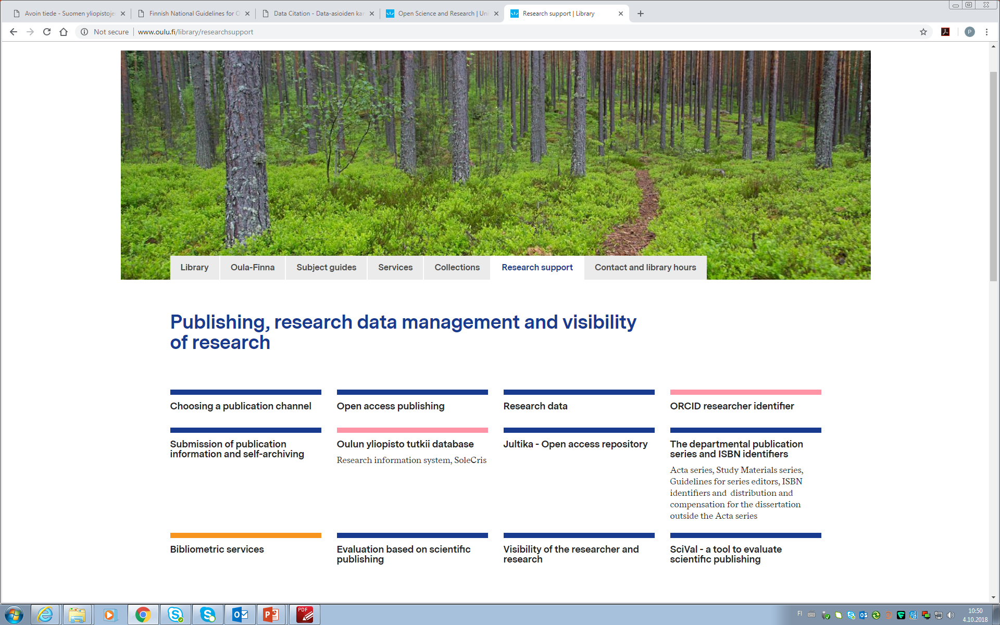 Avoin tiede - Suomen yliopistoje
Finnish National Guidelines for O
Data Citation - Data-asioiden kan
Open Science and Research | Uni
Research support | Library
Not secure
www.oulu.fi/library/researchsupport
P
Library
Oula-Finna
Subject guides
Services
Collections
Research support
Contact and library hours
Publishing, research data management and visibility
of research
Choosing a publication channel
Open access publishing
Research data
ORCID researcher identifier
Submission of publication
information and self-archiving
Oulun yliopisto tutkii database
Research information system, SoleCris
Jultika - Open access repository
The departmental publication
series and ISBN identifiers
Acta series, Study Materials series,
Guidelines for series editors, ISBN
identifiers and distribution and
compensation for the dissertation
outside the Acta series
Bibliometric services
Evaluation based on scientific
publishing
Visibility of the researcher and
research
SciVal - a tool to evaluate
scientific publishing
PDF
FI
10:50
4.10.2018